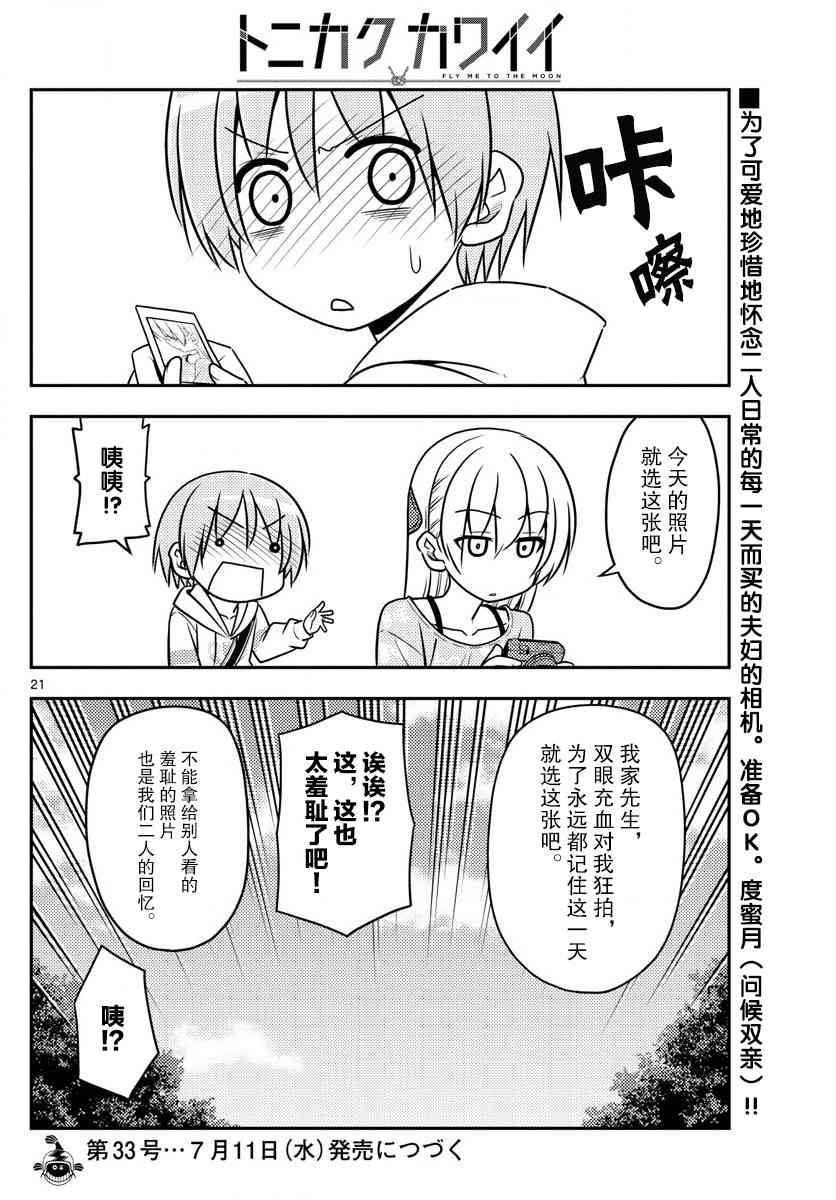 トニカクカワイイ
FLY ME TO THE MOON
■为了可爱地珍惜地怀念二人日常的每一天而买的夫妇的相机。准备OK。度蜜月(问候双亲)!!
咔
嚓
今天的照片
就选这张吧。
咦
咦!?
21
我家先生,
双眼充血对我狂拍,
为了永远都记住这一天
就选这张吧。
诶诶!?
这,这也
太羞耻了吧!
不能拿给别人看的
羞耻的照片
也是我们二人的回忆。
咦!?
第33号…7月11日(水)発売につづく